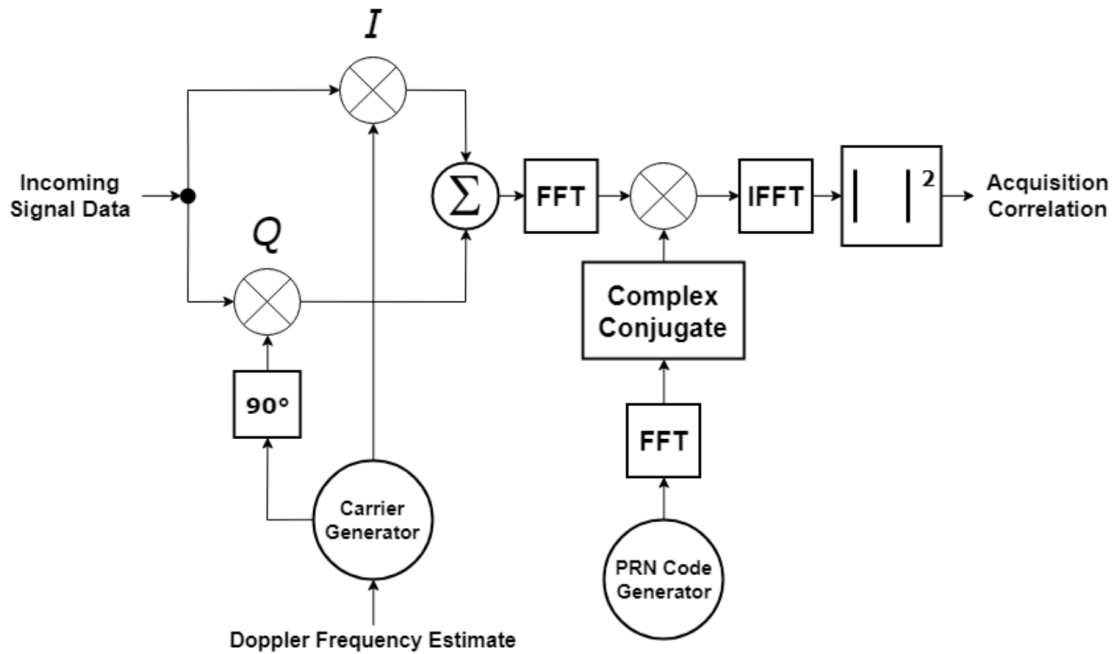 I
Incoming
Signal Data
Q
Σ
FFT
IFFT
| | 2
Acquisition
Correlation
Complex
Conjugate
90°
FFT
Carrier
Generator
PRN Code
Generator
Doppler Frequency Estimate